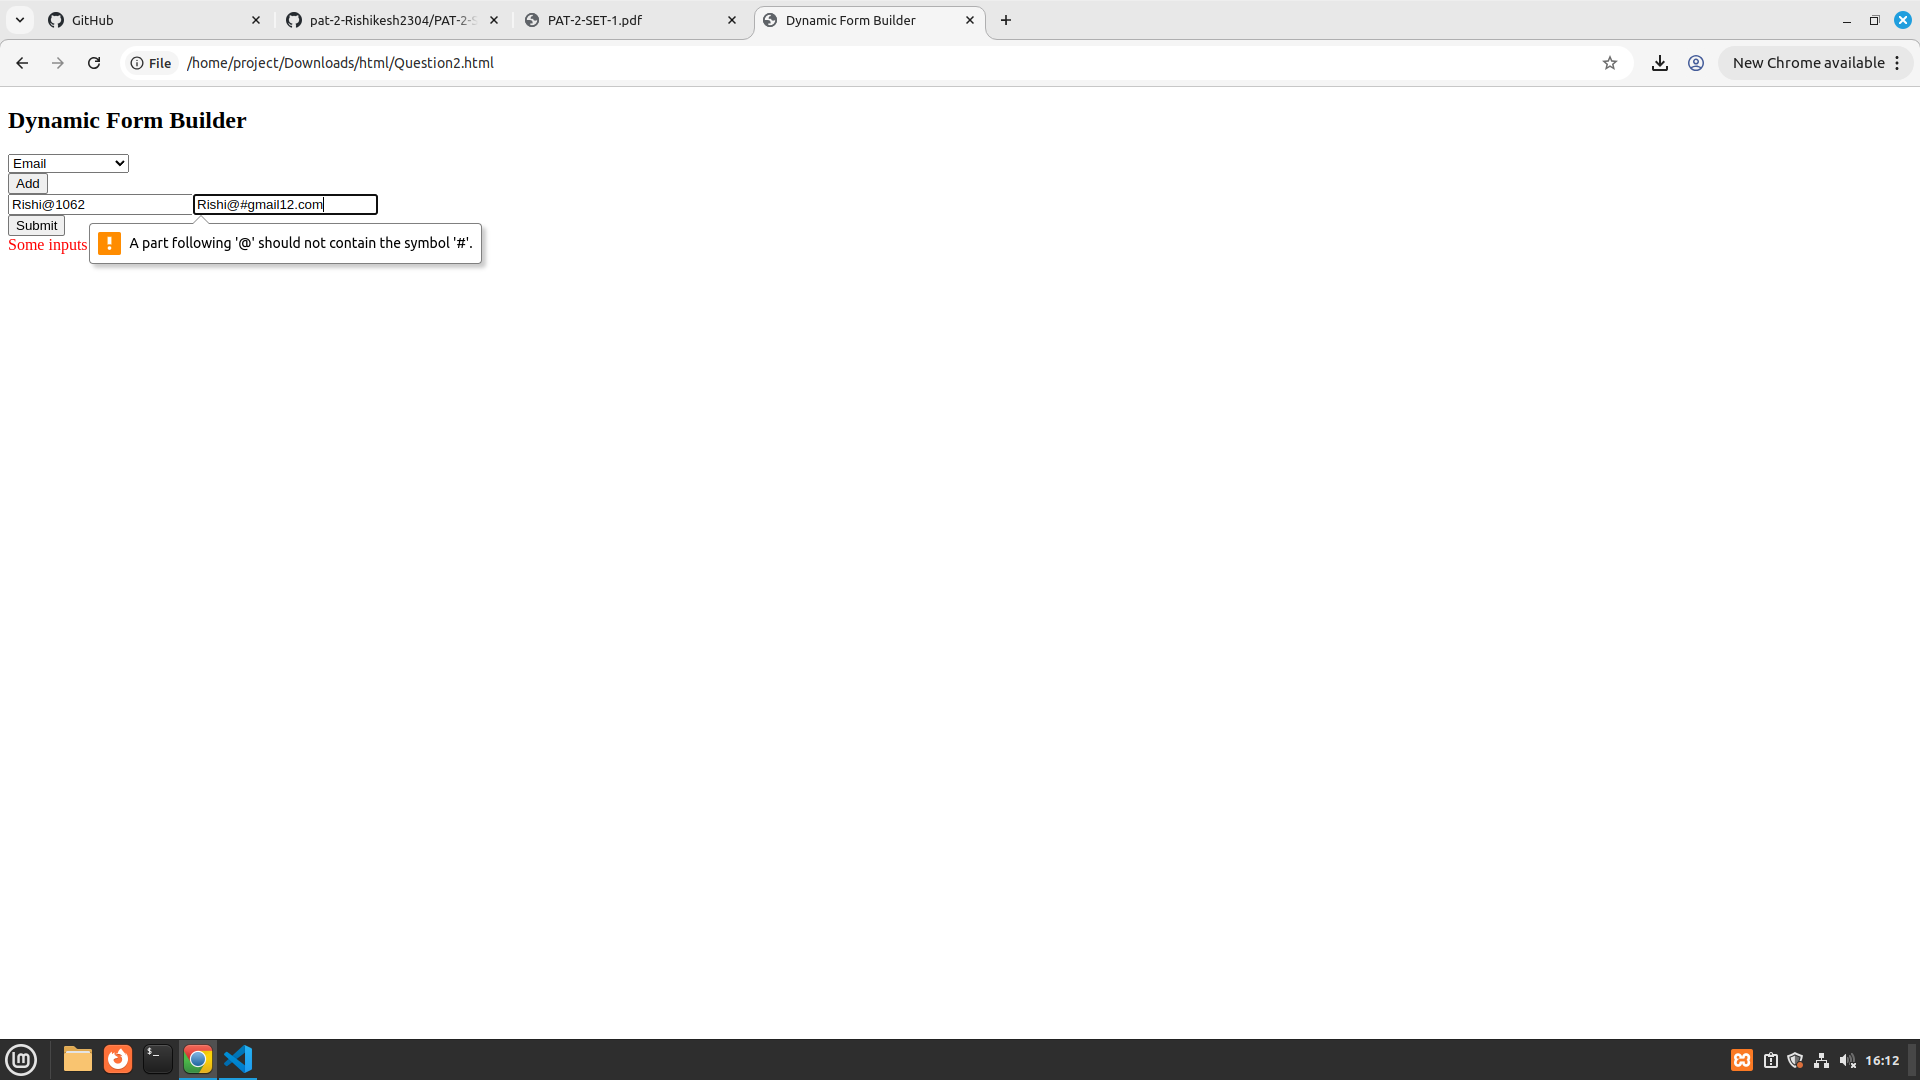 GitHub
pat-2-Rishikesh2304/PAT-2-S
PAT-2-SET-1.pdf
Dynamic Form Builder
File
/home/project/Downloads/html/Question2.html
New Chrome available
Dynamic Form Builder
Email
Add
Rishi@1062
Rishi@#gmail12.com
Submit
Some inputs
A part following '@' should not contain the symbol '#'.
16:12